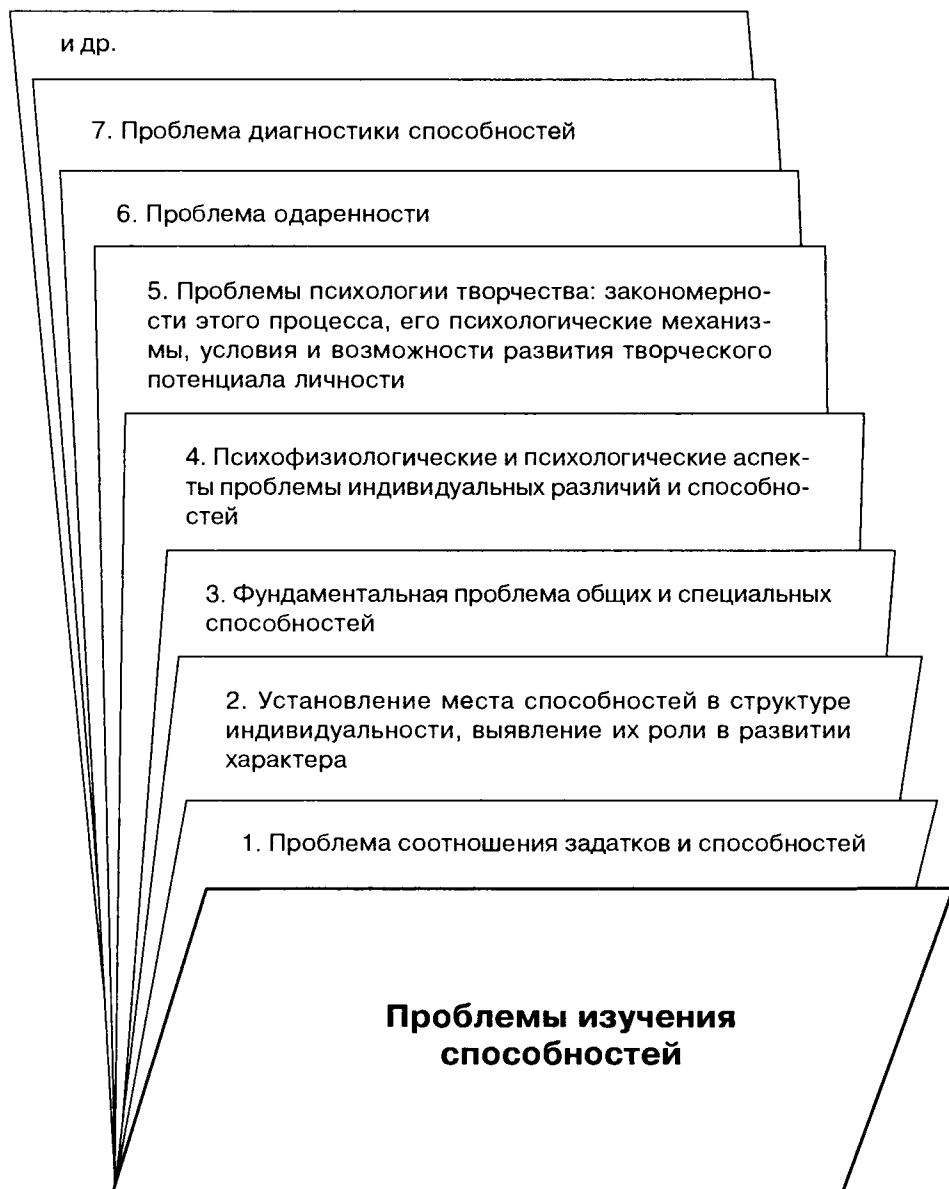 и др.
7. Проблема диагностики способностей
6. Проблема одаренности
5. Проблемы психологии творчества: закономерно-
сти этого процесса, его психологические механиз-
мы, условия и возможности развития творческого
потенциала личности
4. Психофизиологические и психологические аспек-
ты проблемы индивидуальных различий и способно-
стей
3. Фундаментальная проблема общих и специальных
способностей
2. Установление места способностей в структуре
индивидуальности, выявление их роли в развитии
характера
1. Проблема соотношения задатков и способностей
Проблемы изучения
способностей